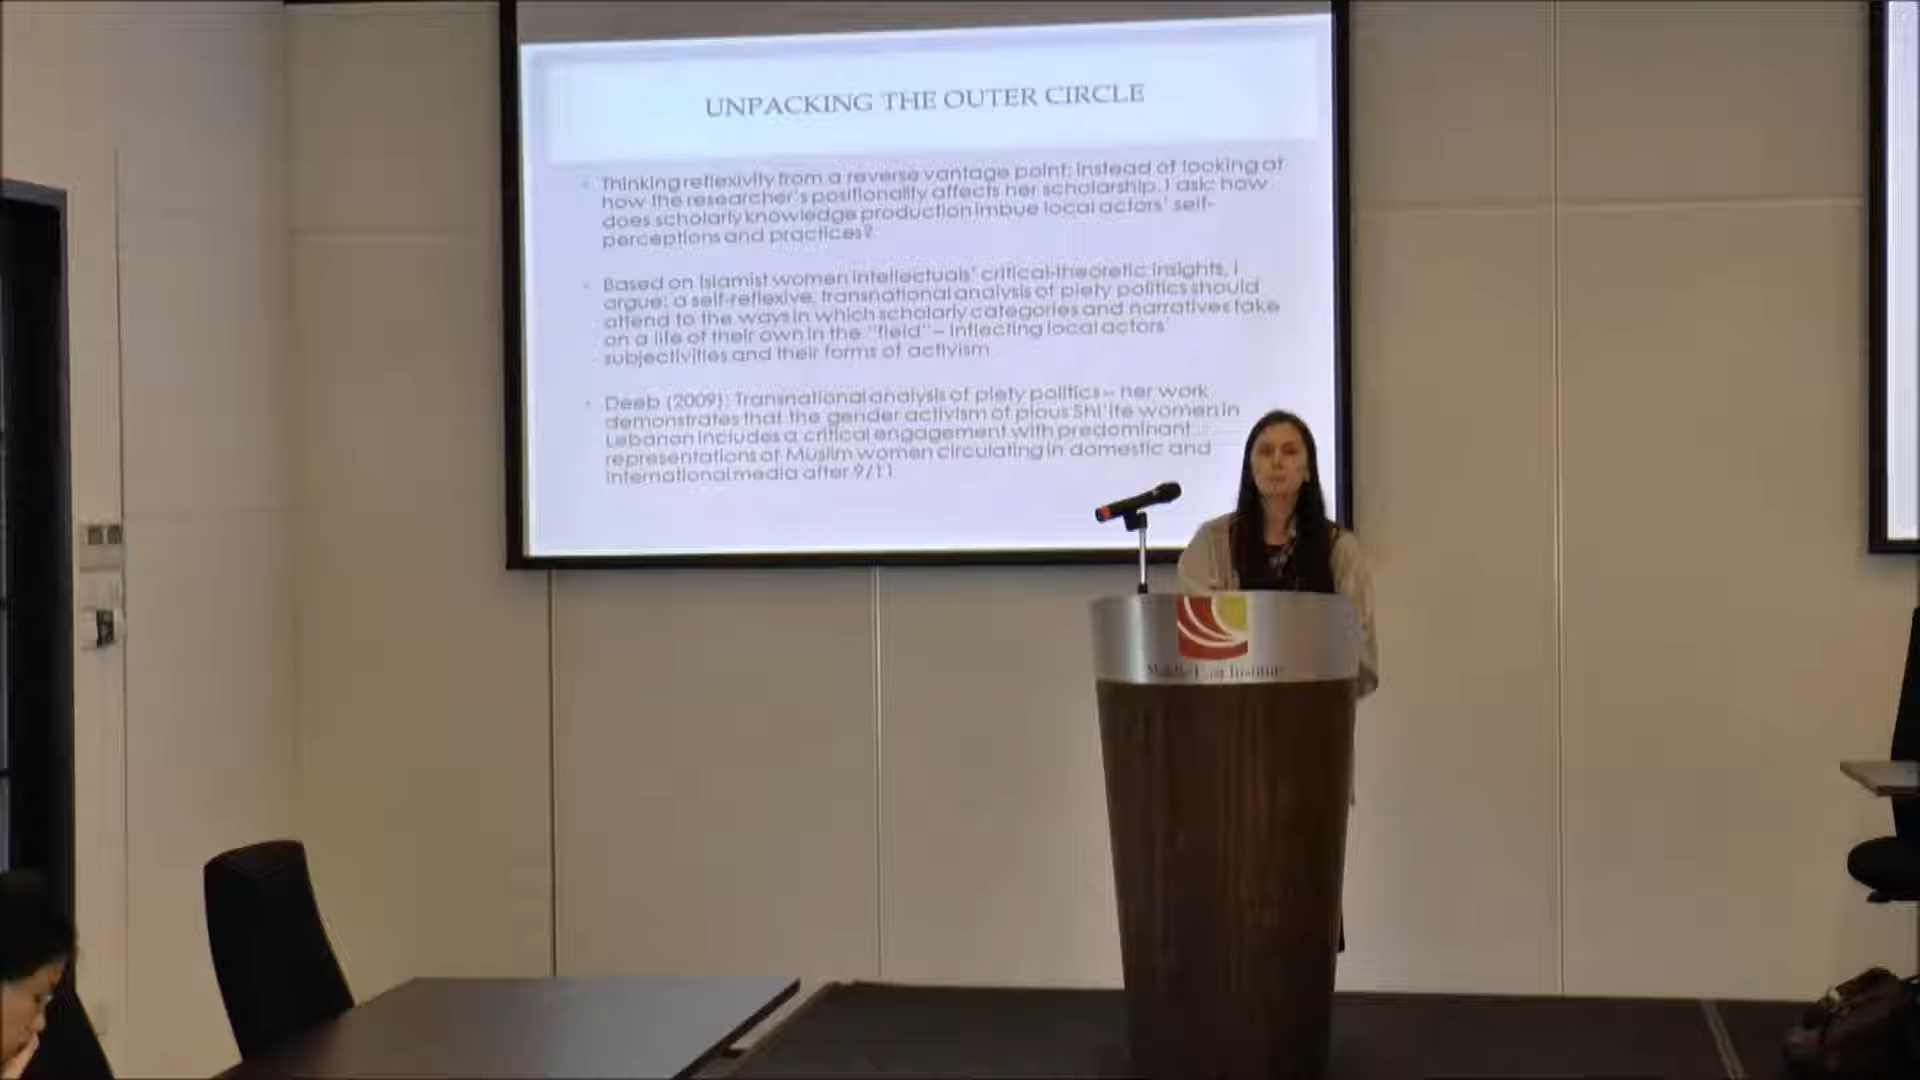 UNPACKING THE OUTER CIRCLE
Thinking reflexivity from a reverse vantage point: instead of looking at
how the researcher's positionality affects her scholarship, I ask: how
does scholarly knowledge production imbue local actors' self-
perceptions and practices?
Based on Islamist women intellectuals' critical-theoretic insights, I
argue: a self-reflexive, transnational analysis of piety politics should
attend to the ways in which scholarly categories and narratives take
on a life of their own in the "field" – inflecting local actors'
subjectivities and their forms of activism
Deeb (2009): Transnational analysis of piety politics – her work
demonstrates that the gender activism of pious Shi'ite women in
Lebanon includes a critical engagement with predominant
representations of Muslim women circulating in domestic and
international media after 9/11
Middle East Institute